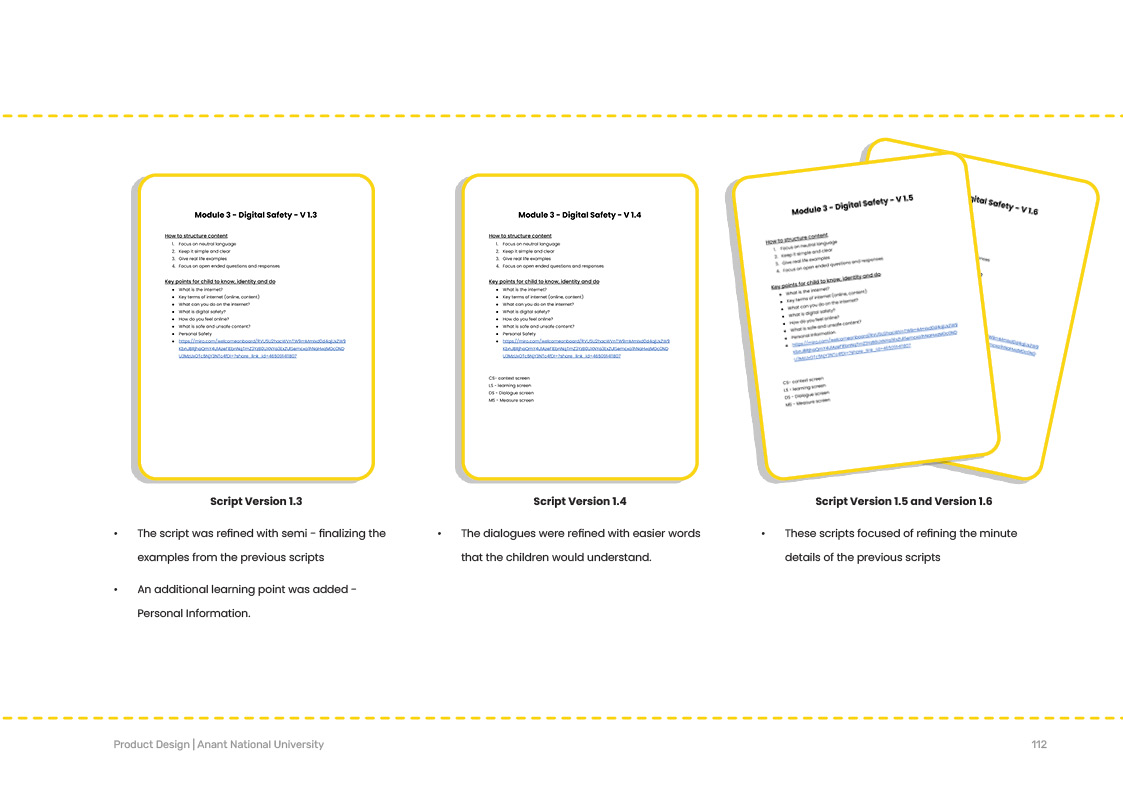 Module 3 - Digital Safety - V 1.3
How to structure content
1. Focus on neutral language
2. Keep it simple and clear
3. Give real life examples
4. Focus on open ended questions and responses
Key points for child to know, identity and do
• What is the internet?
• Key terms of internet (online, content)
• What can you do on the internet?
• What is digital safety?
• How do you feel online?
• What is safe and unsafe content?
• Personal Safety
CS- context screen
LS - learning screen
DS - Dialogue screen
MS - Measure screen
Module 3 - Digital Safety - V 1.4
How to structure content
1. Focus on neutral language
2. Keep it simple and clear
3. Give real life examples
4. Focus on open ended questions and responses
Key points for child to know, identity and do
• What is the internet?
• Key terms of internet (online, content)
• What can you do on the internet?
• What is digital safety?
• How do you feel online?
• What is safe and unsafe content?
• Personal Safety
CS- context screen
LS - learning screen
DS - Dialogue screen
MS - Measure screen
Module 3 - Digital Safety - V 1.5
How to structure content
1. Focus on neutral language
2. Keep it simple and clear
3. Give real life examples
4. Focus on open ended questions and responses
Key points for child to know, identity and do
• What is the internet?
• Key terms of internet (online, content)
• What can you do on the internet?
• What is digital safety?
• How do you feel online?
• What is safe and unsafe content?
• Personal Information
CS- context screen
LS - learning screen
DS - Dialogue screen
MS - Measure screen
gital Safety - V 1.6
Script Version 1.3
• The script was refined with semi - finalizing the
examples from the previous scripts
• An additional learning point was added -
Personal Information.
Script Version 1.4
• The dialogues were refined with easier words
that the children would understand.
Script Version 1.5 and Version 1.6
• These scripts focused of refining the minute
details of the previous scripts
Product Design | Anant National University
112